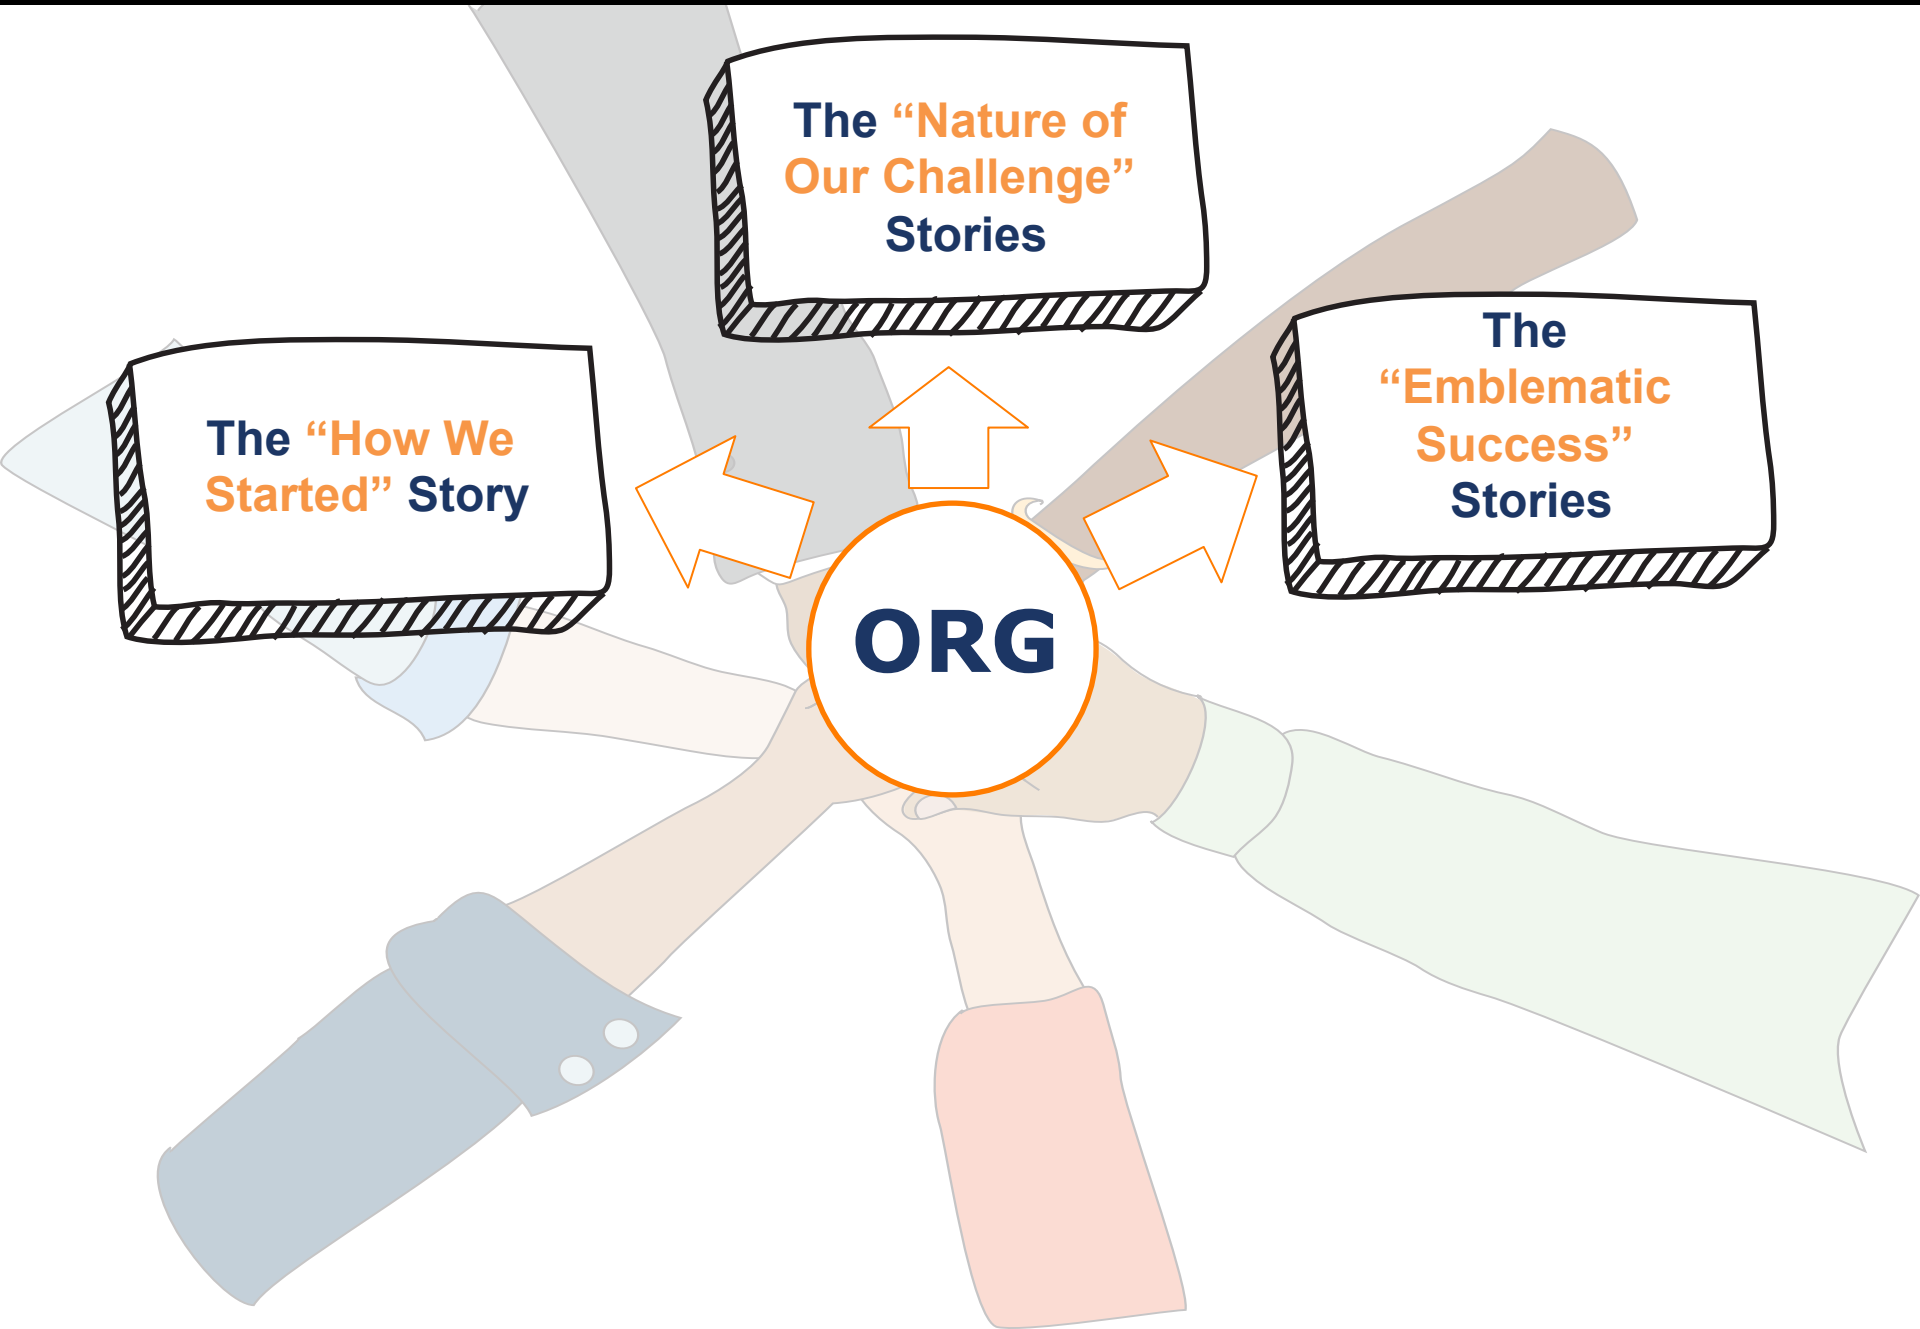 The “Nature of
Our Challenge”
Stories
The “How We
Started” Story
The
“Emblematic
Success”
Stories
ORG